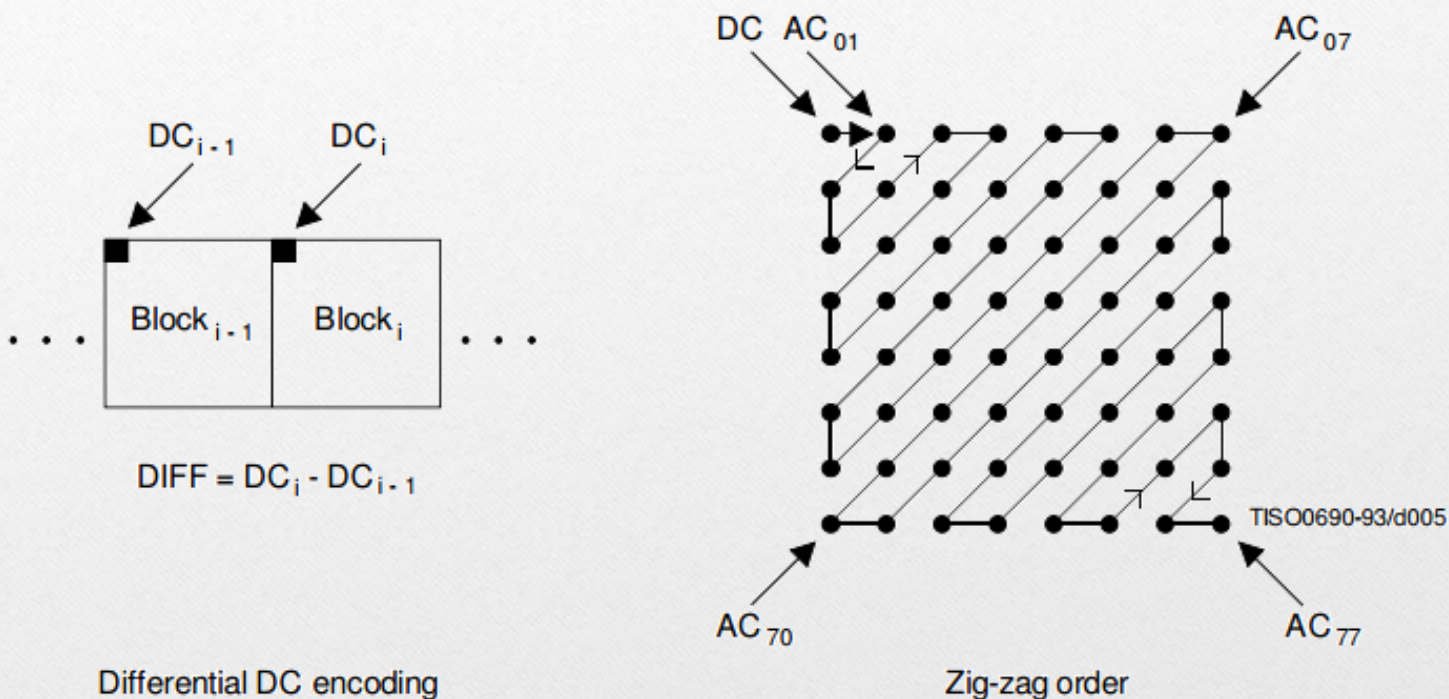 DC AC₀₁ AC₀₇
DCᵢ₋₁ DCᵢ
Blockᵢ₋₁ Blockᵢ
. . . . . .
DIFF = DCᵢ - DCᵢ₋₁
TISO0690-93/d005
AC₇₀ AC₇₇
Differential DC encoding
Zig-zag order